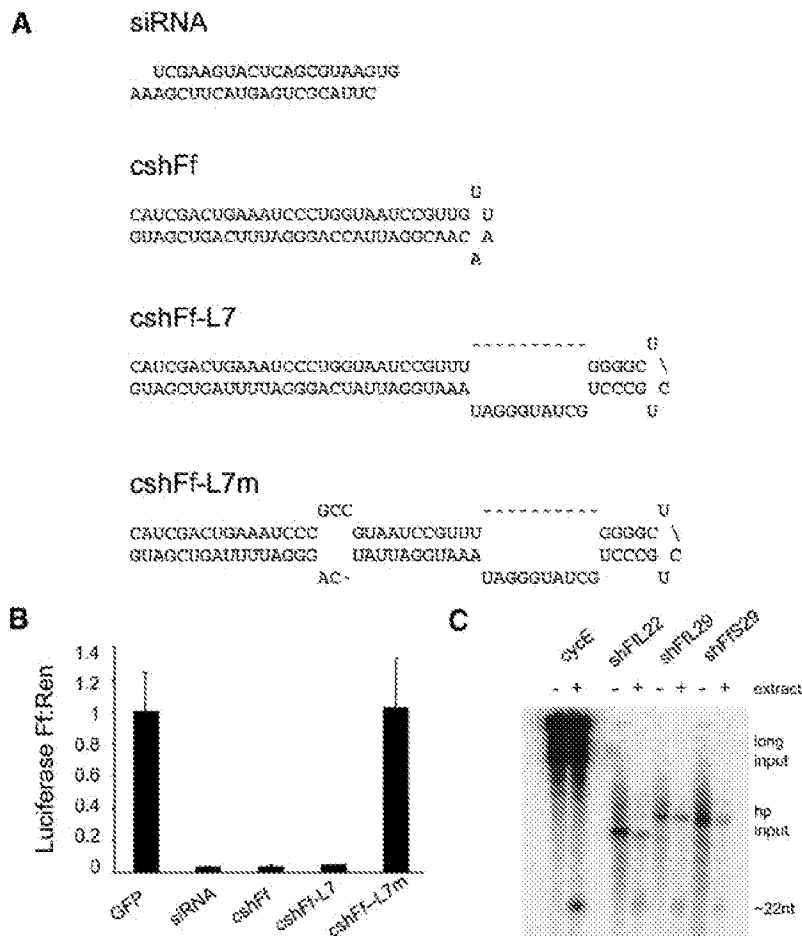 A
siRNA
UCGAAGUACUCAGCGUAAGUG
AAAGCUUCAUGAGUCGCAUUC
cshFf
U
CAUCGACUGAAAUCCCUGGUAAUCCGUUG U
GUAGCUGACUUUAGGGACCAUUAGGCAAC A
A
cshFf-L7
---------- U
CAUCGACUGAAAUCCCUGGUAAUCCGUUU GGGGC \
GUAGCUGAUUUUAGGGACUAUUAGGUAAA UCCCG C
UAGGGUAUCG U
cshFf-L7m
GCC ---------- U
CAUCGACUGAAAUCCC GUAAUCCGUUU GGGGC \
GUAGCUGAUUUUAGGG UAUUAGGUAAA UCCCG C
AC- UAGGGUAUCG U
B
Luciferase Ff:Ren
1.4
1.2
1
0.8
0.6
0.4
0.2
0
GFP
siRNA
cshFf
cshFf-L7
cshFf--L7m
C
cycE
shFfL22
shFfL29
shFfS29
- + - + - + - + extract
long
input
hp
input
~22nt